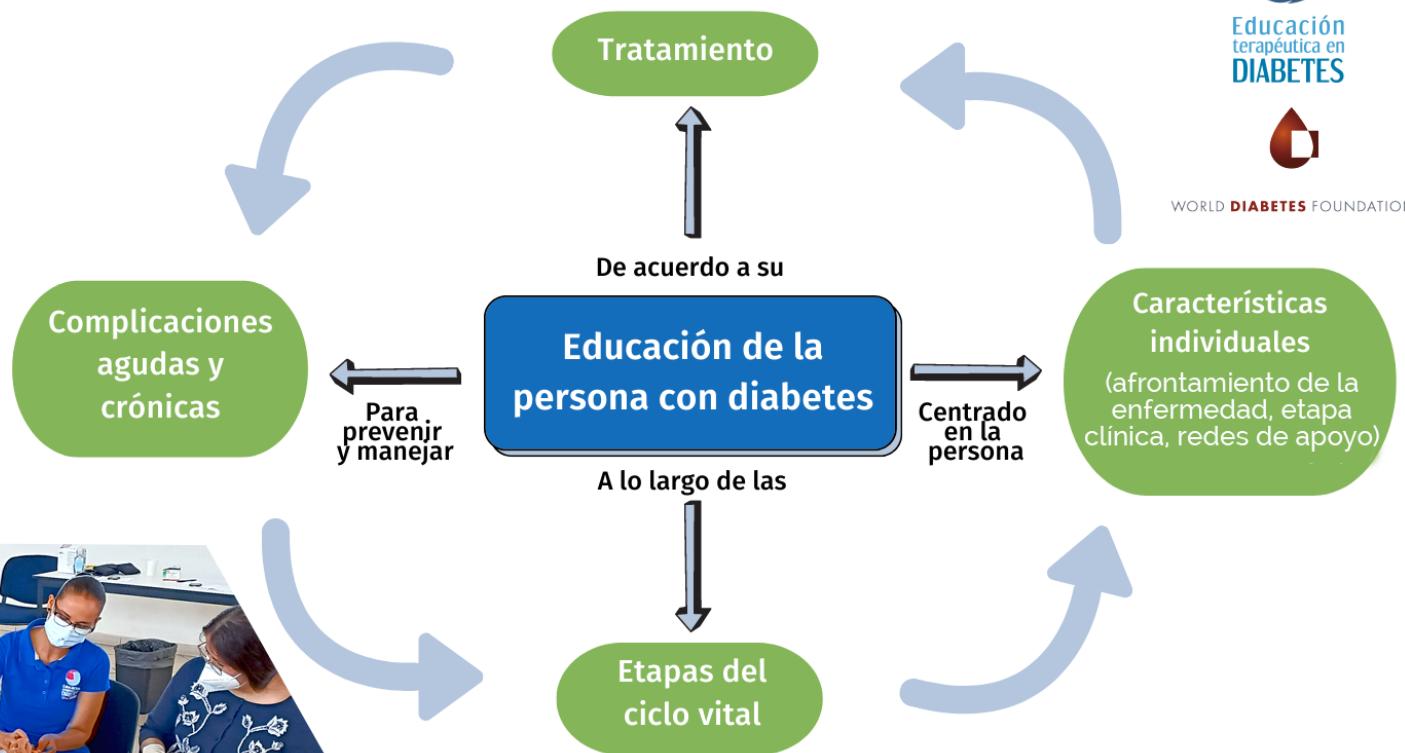 Educación
terapéutica en
DIABETES
WORLD DIABETES FOUNDATION
Tratamiento
De acuerdo a su
Complicaciones
agudas y
crónicas
Para
prevenir
y manejar
Educación de la
persona con diabetes
Centrado
en la
persona
Característícas
individuales
(afrontamiento de la
enfermedad, etapa
clínica, redes de apoyo)
A lo largo de las
Etapas del
ciclo vital